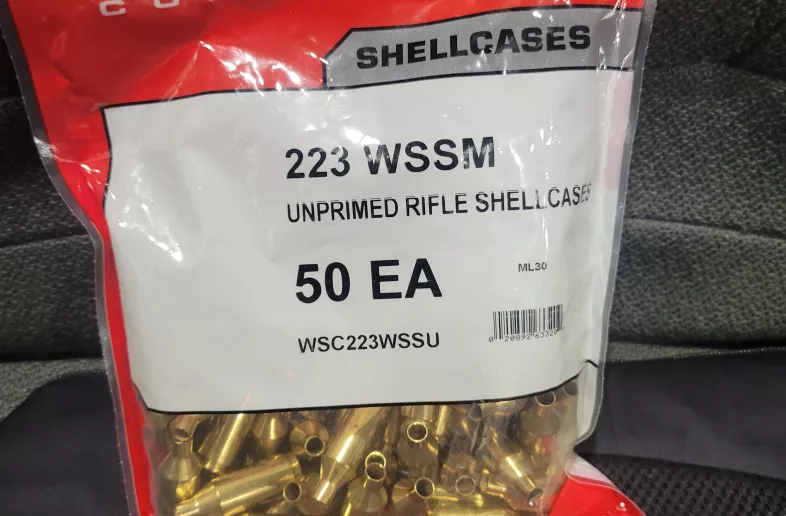 SHELLCASES
223 WSSM
UNPRIMED RIFLE SHELLCASES
50 EA
ML30
WSC223WSSU